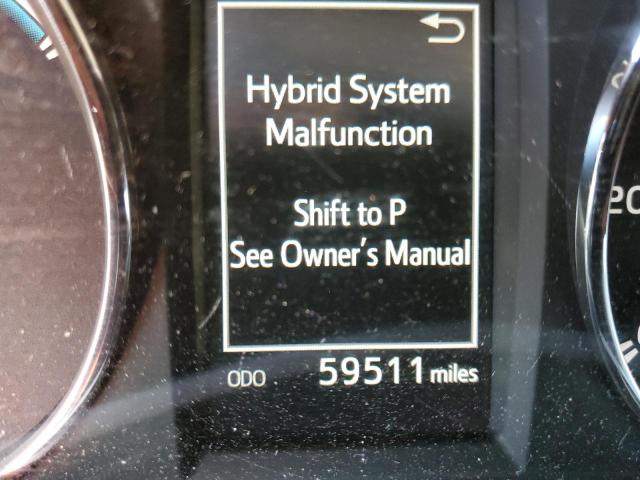 Hybrid System
Malfunction
Shift to P
See Owner's Manual
ODO 59511 miles